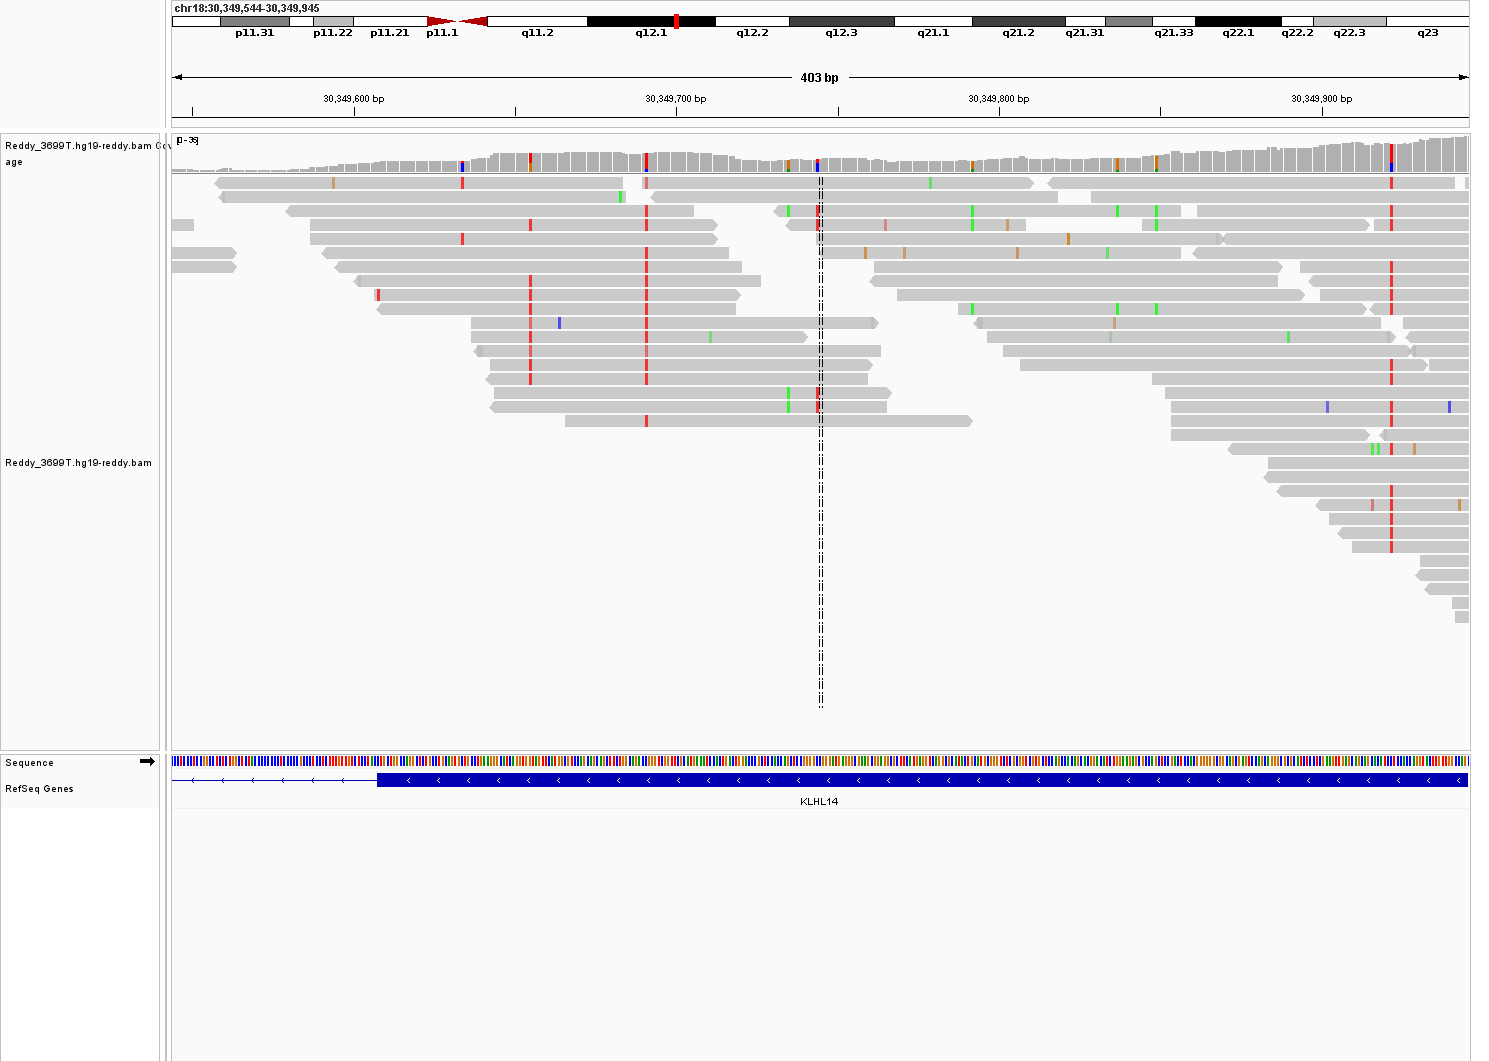 chr18:30,349,544-30,349,945
p11.31 p11.22 p11.21 p11.1 q11.2 q12.1 q12.2 q12.3 q21.1 q21.2 q21.31 q21.33 q22.1 q22.2 q22.3 q23
403 bp
30,349,600 bp 30,349,700 bp 30,349,800 bp 30,349,900 bp
Reddy_3699T.hg19-reddy.bam Cov
age
Reddy_3699T.hg19-reddy.bam
Sequence
RefSeq Genes
KLHL14